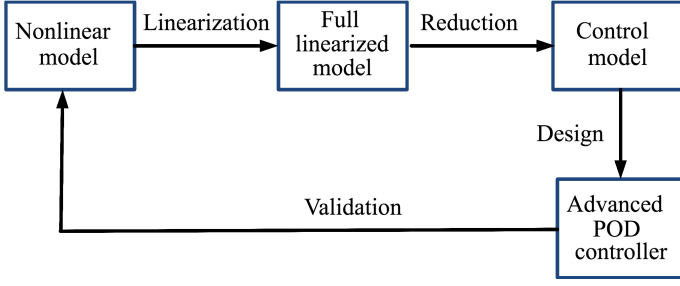 Nonlinear
model
Linearization
Full
linearized
model
Reduction
Control
model
Design
Advanced
POD
controller
Validation